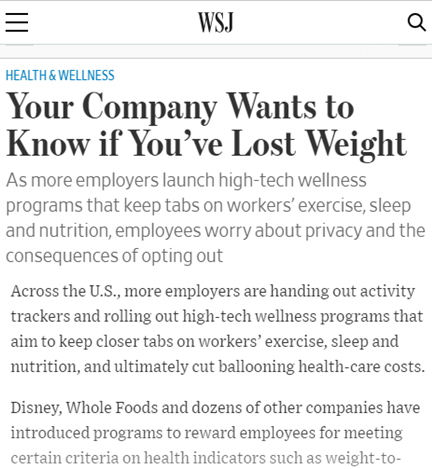 WSJ
HEALTH & WELLNESS
Your Company Wants to
Know if You’ve Lost Weight
As more employers launch high-tech wellness
programs that keep tabs on workers’ exercise, sleep
and nutrition, employees worry about privacy and the
consequences of opting out
Across the U.S., more employers are handing out activity
trackers and rolling out high-tech wellness programs that
aim to keep closer tabs on workers’ exercise, sleep and
nutrition, and ultimately cut ballooning health-care costs.
Disney, Whole Foods and dozens of other companies have
introduced programs to reward employees for meeting
certain criteria on health indicators such as weight-to-